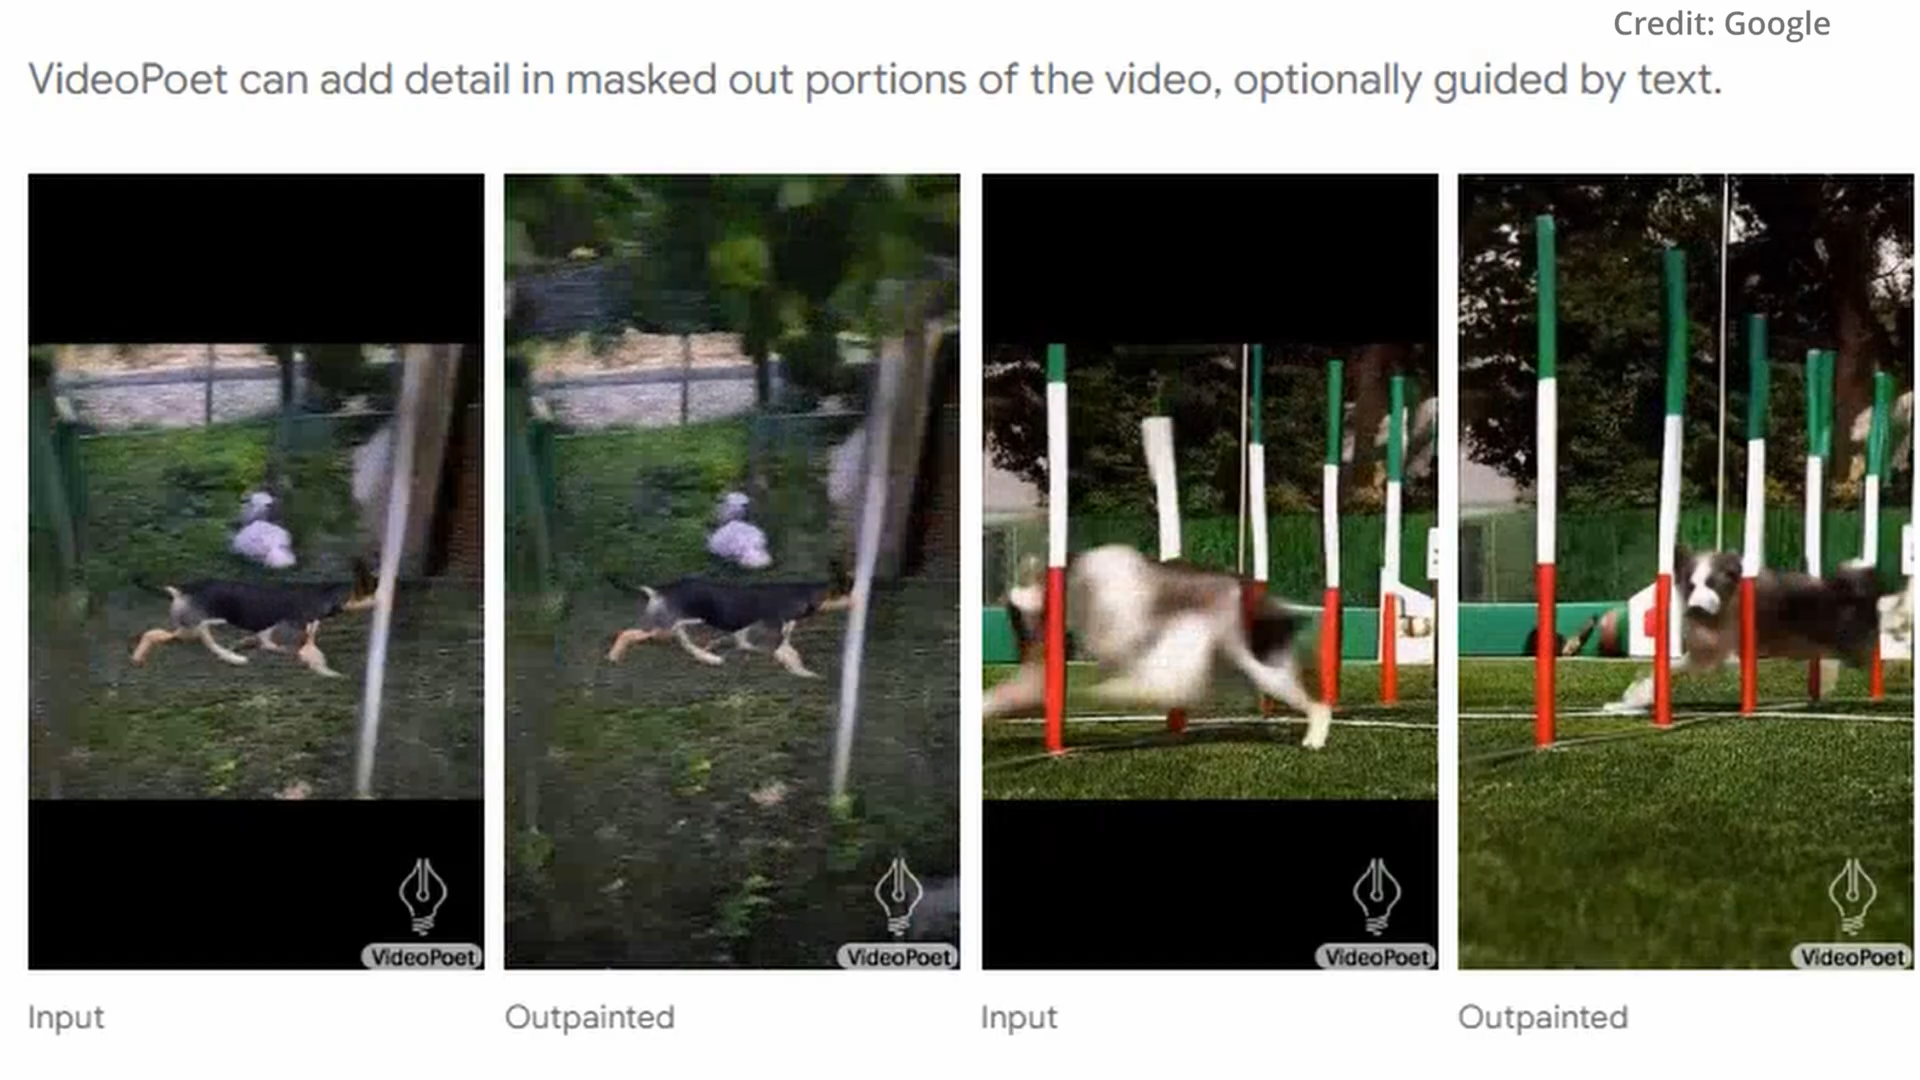 Credit: Google
VideoPoet can add detail in masked out portions of the video, optionally guided by text.
VideoPoet
VideoPoet
VideoPoet
VideoPoet
Input
Outpainted
Input
Outpainted